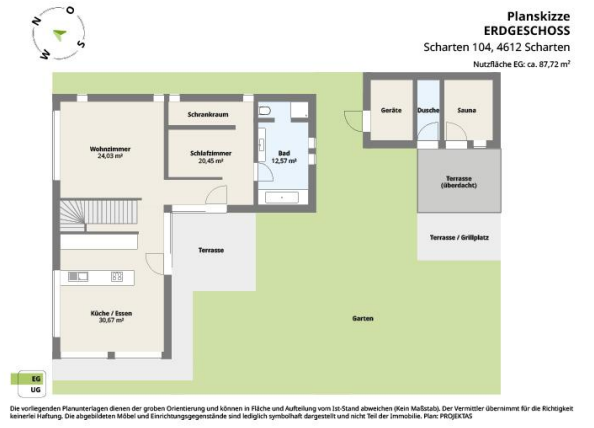 N
O
S
W
Planskizze
ERDGESCHOSS
Scharten 104, 4612 Scharten
Nutzfläche EG: ca. 87,72 m²
Geräte
Dusche
Sauna
Schrankraum
Wohnzimmer
24,03 m²
Schlafzimmer
20,45 m²
Bad
12,57 m²
Terrasse
(überdacht)
Terrasse
Terrasse / Grillplatz
Küche / Essen
30,67 m²
Garten
EG
UG
Die vorliegenden Planunterlagen dienen der groben Orientierung und können in Fläche und Aufteilung vom Ist-Stand abweichen (Kein Maßstab). Der Vermittler übernimmt für die Richtigkeit
keinerlei Haftung. Die abgebildeten Möbel und Einrichtungsgegenstände sind lediglich symbolhaft dargestellt und nicht Teil der Immobilie. Plan: PROJEKTAS